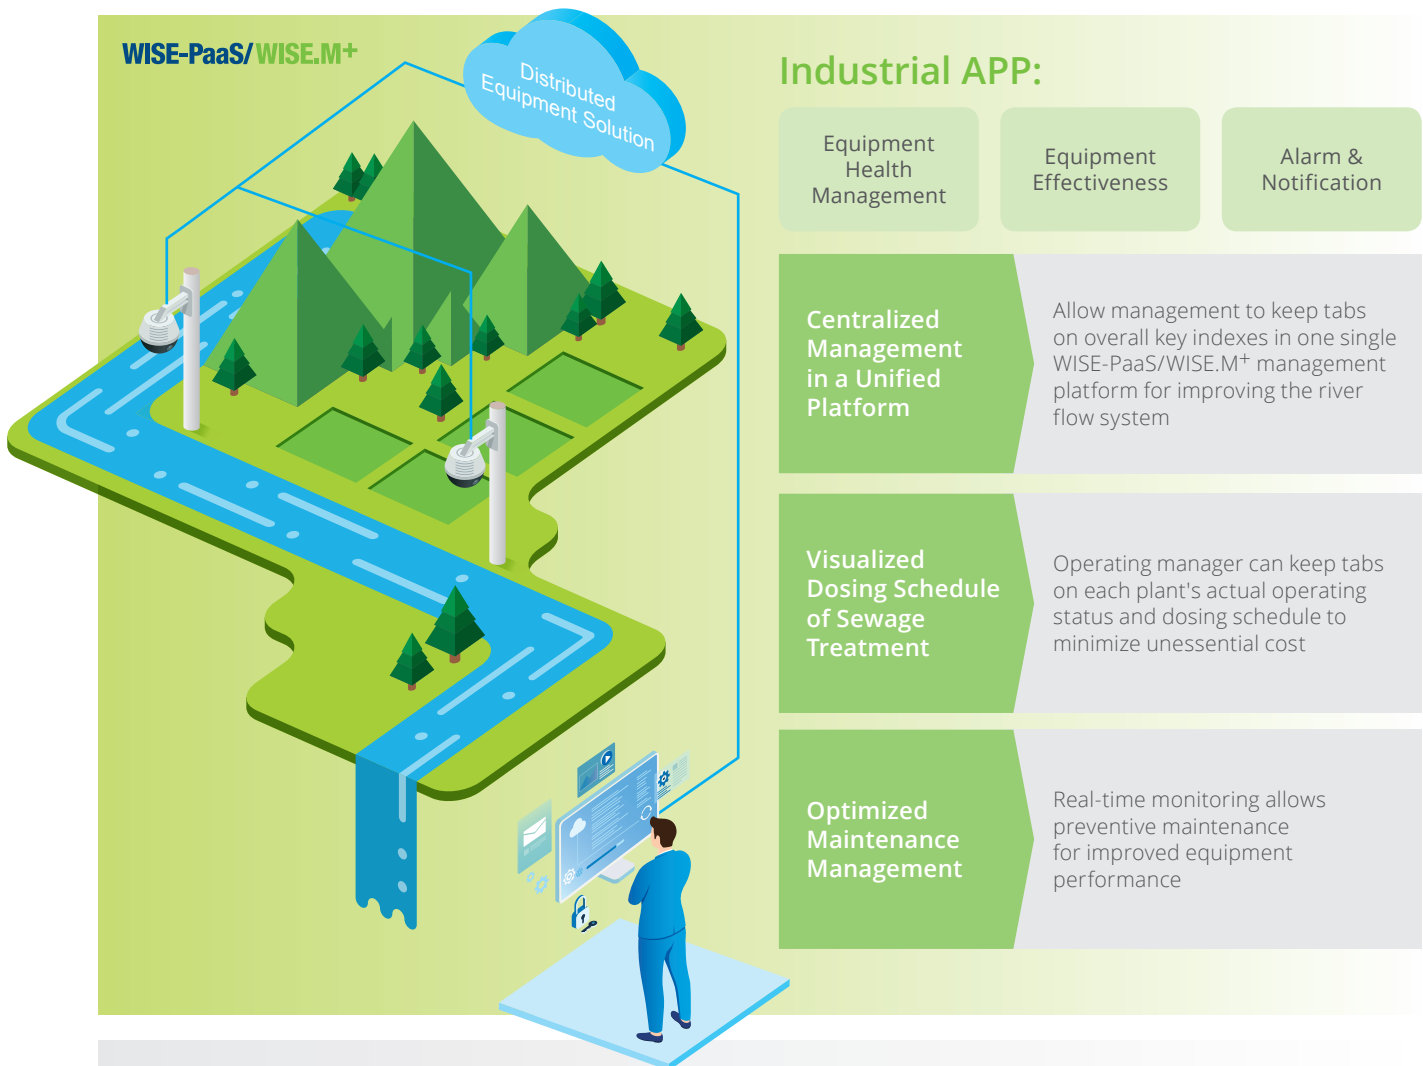 WISE-PaaS/WISE.M+
Distributed
Equipment Solution
Industrial APP:
Equipment
Health
Management
Equipment
Effectiveness
Alarm &
Notification
Centralized
Management
in a Unified
Platform
Allow management to keep tabs
on overall key indexes in one single
WISE-PaaS/WISE.M+ management
platform for improving the river
flow system
Visualized
Dosing Schedule
of Sewage
Treatment
Operating manager can keep tabs
on each plant's actual operating
status and dosing schedule to
minimize unessential cost
Optimized
Maintenance
Management
Real-time monitoring allows
preventive maintenance
for improved equipment
performance